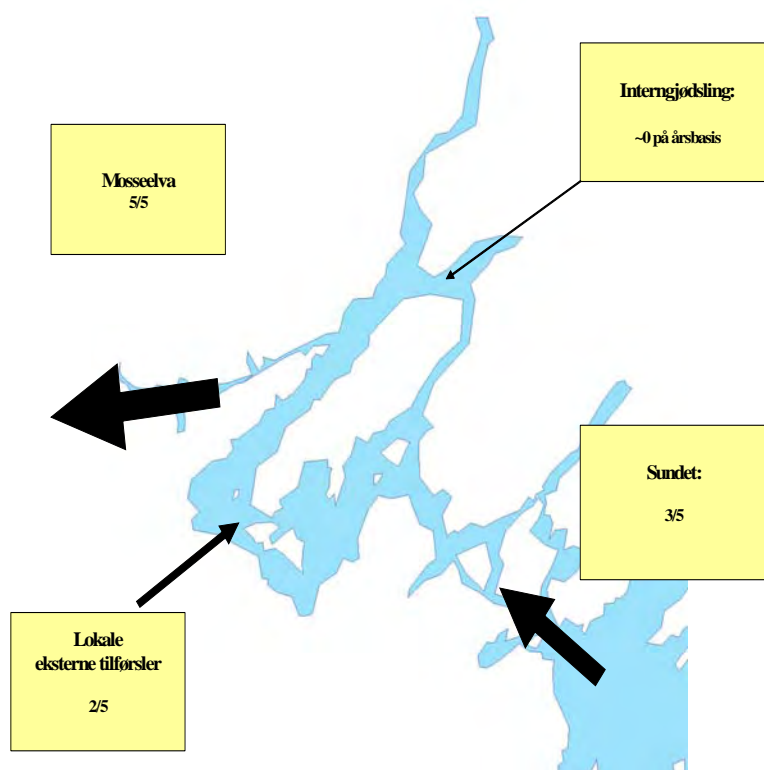 Interngjødsling:
~0 på årsbasis
Mosseelva
5/5
Sundet:
3/5
Lokale
eksterne tilførsler
2/5